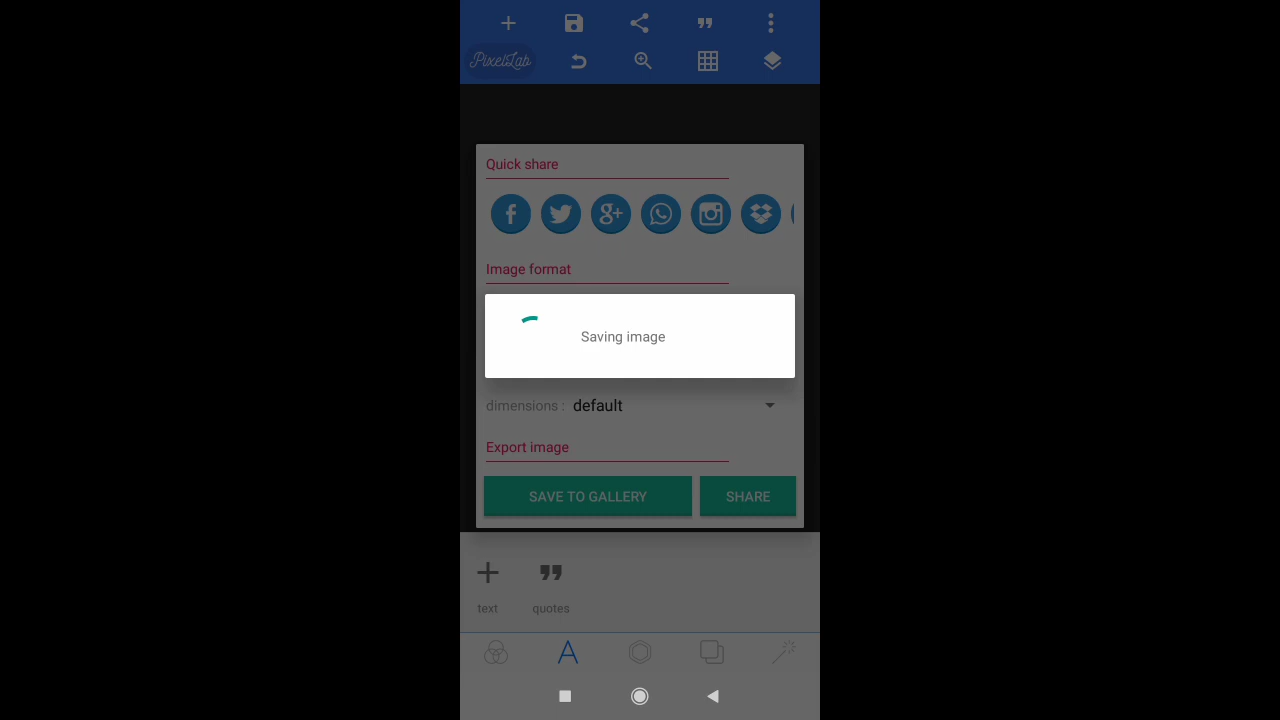 PixelLab
Quick share
Image format
Saving image
dimensions : default
Export image
SAVE TO GALLERY SHARE
text quotes